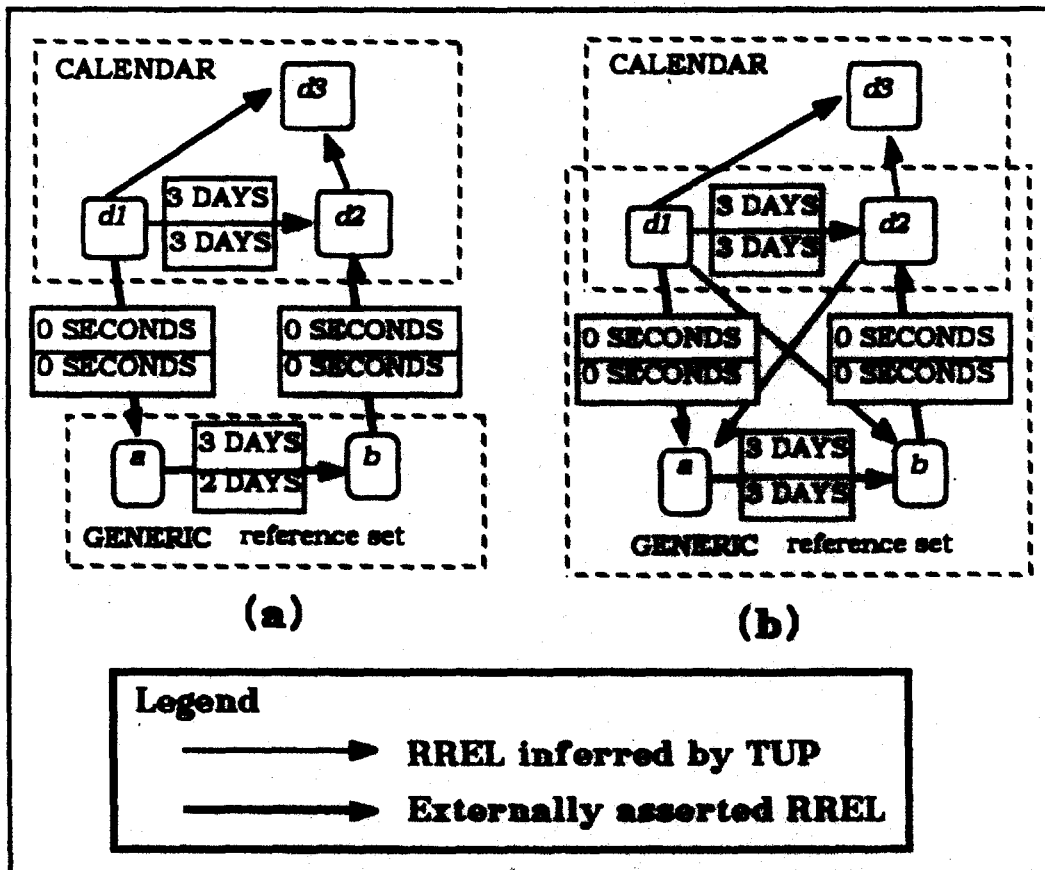 CALENDAR
d3
d1
3 DAYS
3 DAYS
d2
0 SECONDS
0 SECONDS
0 SECONDS
0 SECONDS
a
3 DAYS
2 DAYS
b
GENERIC reference set
(a)
CALENDAR
d3
d1
3 DAYS
3 DAYS
d2
0 SECONDS
0 SECONDS
0 SECONDS
0 SECONDS
a
3 DAYS
3 DAYS
b
GENERIC reference set
(b)
Legend
RREL inferred by TUP
Externally asserted RREL